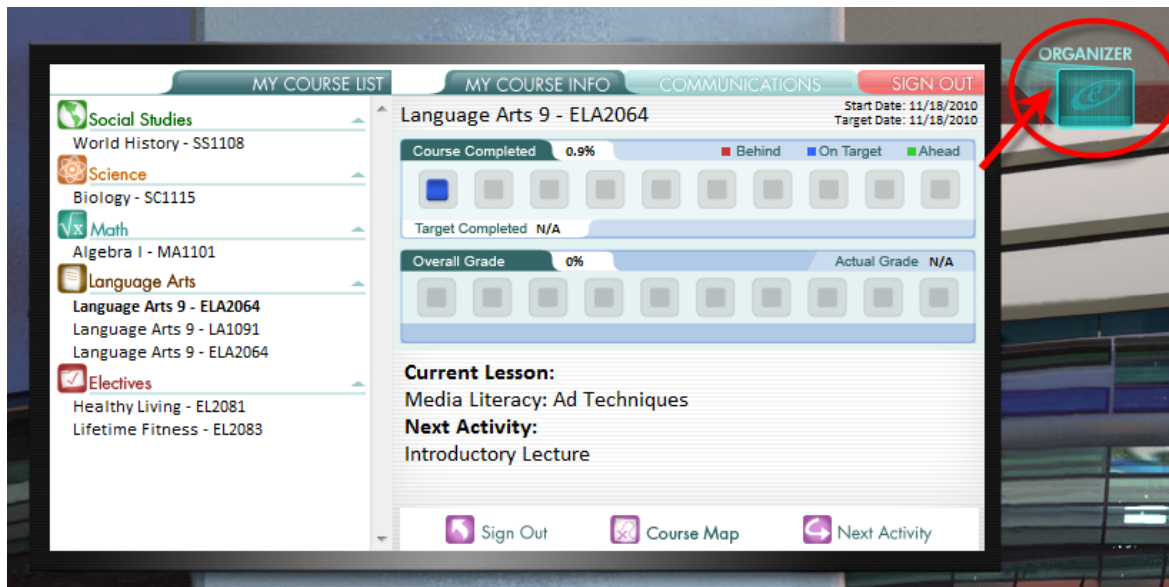 ORGANIZER
MY COURSE LIST
MY COURSE INFO
COMMUNICATIONS
SIGN OUT
Social Studies
World History - SS1108
Science
Biology - SC1115
√x Math
Algebra I - MA1101
Language Arts
Language Arts 9 - ELA2064
Language Arts 9 - LA1091
Language Arts 9 - ELA2064
Electives
Healthy Living - EL2081
Lifetime Fitness - EL2083
Language Arts 9 - ELA2064
Start Date: 11/18/2010
Target Date: 11/18/2010
Course Completed 0.9% Behind On Target Ahead
Target Completed N/A
Overall Grade 0% Actual Grade N/A
Current Lesson:
Media Literacy: Ad Techniques
Next Activity:
Introductory Lecture
Sign Out Course Map Next Activity